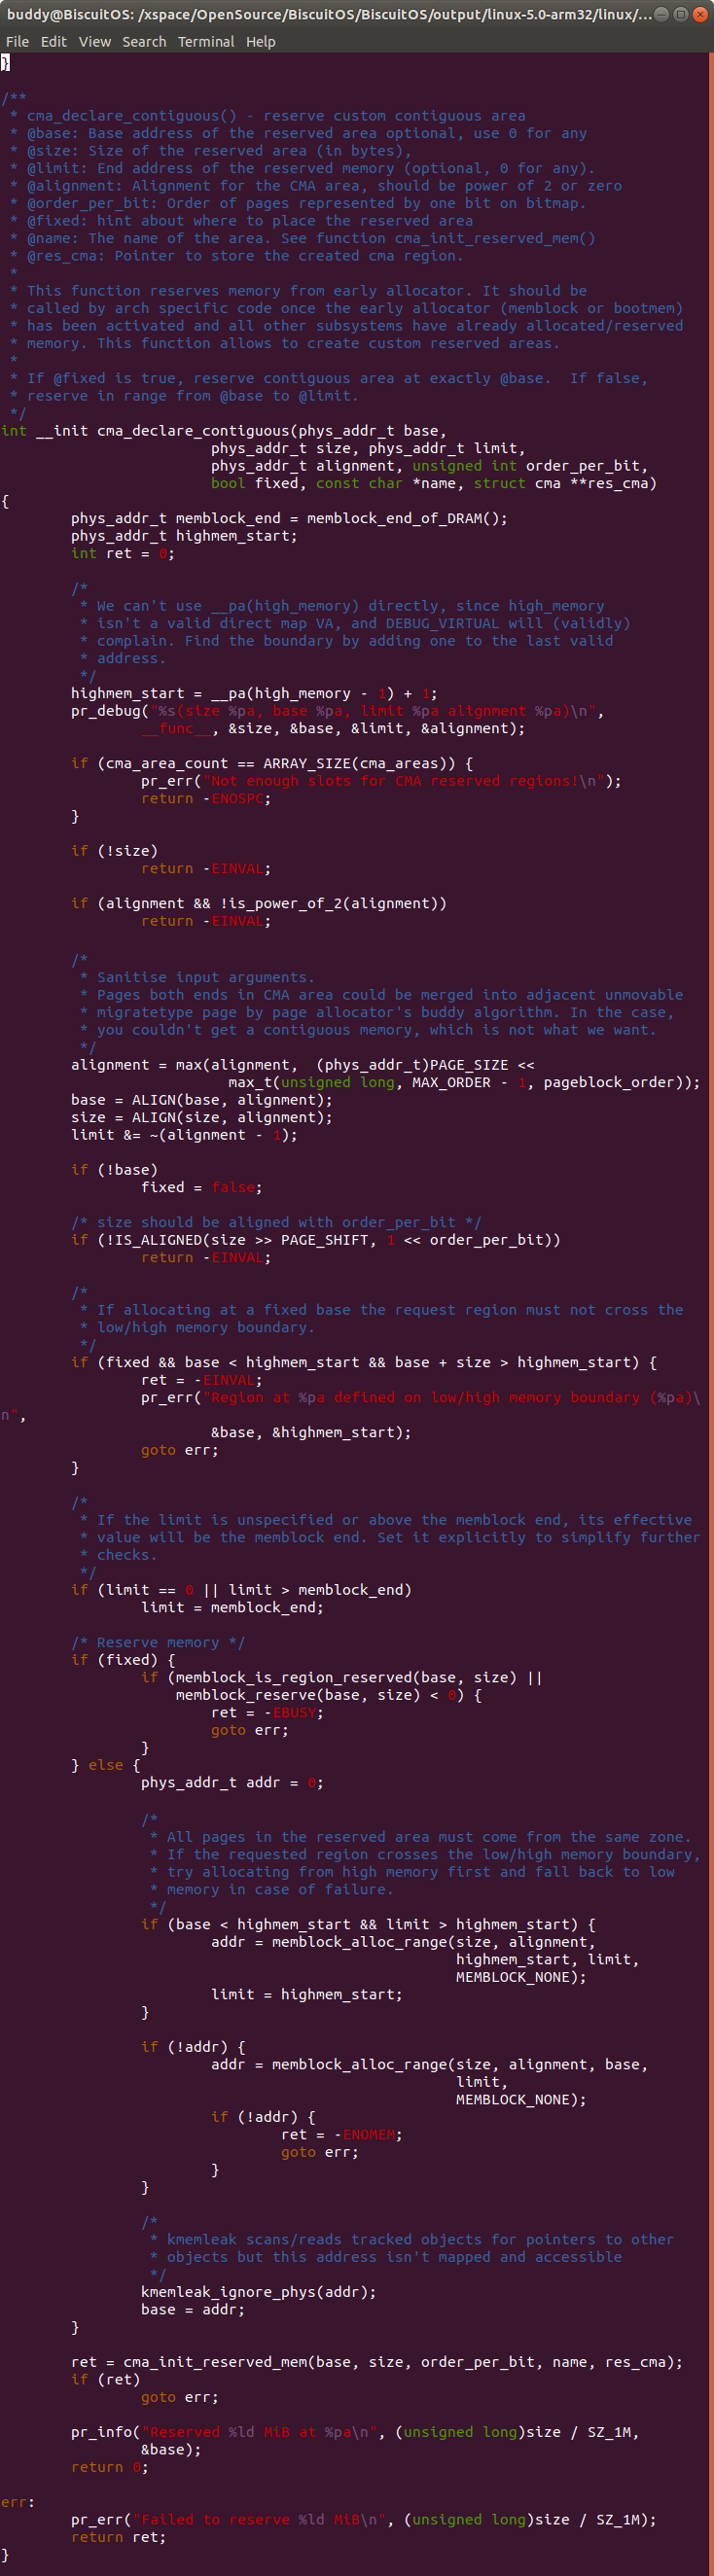 buddy@BiscuitOS: /xspace/OpenSource/BiscuitOS/BiscuitOS/output/linux-5.0-arm32/linux/...
File Edit View Search Terminal Help
}

/**
 * cma_declare_contiguous() - reserve custom contiguous area
 * @base: Base address of the reserved area optional, use 0 for any
 * @size: Size of the reserved area (in bytes),
 * @limit: End address of the reserved memory (optional, 0 for any).
 * @alignment: Alignment for the CMA area, should be power of 2 or zero
 * @order_per_bit: Order of pages represented by one bit on bitmap.
 * @fixed: hint about where to place the reserved area
 * @name: The name of the area. See function cma_init_reserved_mem()
 * @res_cma: Pointer to store the created cma region.
 *
 * This function reserves memory from early allocator. It should be
 * called by arch specific code once the early allocator (memblock or bootmem)
 * has been activated and all other subsystems have already allocated/reserved
 * memory. This function allows to create custom reserved areas.
 *
 * If @fixed is true, reserve contiguous area at exactly @base.  If false,
 * reserve in range from @base to @limit.
 */
int __init cma_declare_contiguous(phys_addr_t base,
                        phys_addr_t size, phys_addr_t limit,
                        phys_addr_t alignment, unsigned int order_per_bit,
                        bool fixed, const char *name, struct cma **res_cma)
{
        phys_addr_t memblock_end = memblock_end_of_DRAM();
        phys_addr_t highmem_start;
        int ret = 0;

        /*
         * We can't use __pa(high_memory) directly, since high_memory
         * isn't a valid direct map VA, and DEBUG_VIRTUAL will (validly)
         * complain. Find the boundary by adding one to the last valid
         * address.
         */
        highmem_start = __pa(high_memory - 1) + 1;
        pr_debug("%s(size %pa, base %pa, limit %pa alignment %pa)\n",
                __func__, &size, &base, &limit, &alignment);

        if (cma_area_count == ARRAY_SIZE(cma_areas)) {
                pr_err("Not enough slots for CMA reserved regions!\n");
                return -ENOSPC;
        }

        if (!size)
                return -EINVAL;

        if (alignment && !is_power_of_2(alignment))
                return -EINVAL;

        /*
         * Sanitise input arguments.
         * Pages both ends in CMA area could be merged into adjacent unmovable
         * migratetype page by page allocator's buddy algorithm. In the case,
         * you couldn't get a contiguous memory, which is not what we want.
         */
        alignment = max(alignment,  (phys_addr_t)PAGE_SIZE <<
                          max_t(unsigned long, MAX_ORDER - 1, pageblock_order));
        base = ALIGN(base, alignment);
        size = ALIGN(size, alignment);
        limit &= ~(alignment - 1);

        if (!base)
                fixed = false;

        /* size should be aligned with order_per_bit */
        if (!IS_ALIGNED(size >> PAGE_SHIFT, 1 << order_per_bit))
                return -EINVAL;

        /*
         * If allocating at a fixed base the request region must not cross the
         * low/high memory boundary.
         */
        if (fixed && base < highmem_start && base + size > highmem_start) {
                ret = -EINVAL;
                pr_err("Region at %pa defined on low/high memory boundary (%pa)\
n",
                        &base, &highmem_start);
                goto err;
        }

        /*
         * If the limit is unspecified or above the memblock end, its effective
         * value will be the memblock end. Set it explicitly to simplify further
         * checks.
         */
        if (limit == 0 || limit > memblock_end)
                limit = memblock_end;

        /* Reserve memory */
        if (fixed) {
                if (memblock_is_region_reserved(base, size) ||
                    memblock_reserve(base, size) < 0) {
                        ret = -EBUSY;
                        goto err;
                }
        } else {
                phys_addr_t addr = 0;

                /*
                 * All pages in the reserved area must come from the same zone.
                 * If the requested region crosses the low/high memory boundary,
                 * try allocating from high memory first and fall back to low
                 * memory in case of failure.
                 */
                if (base < highmem_start && limit > highmem_start) {
                        addr = memblock_alloc_range(size, alignment,
                                                    highmem_start, limit,
                                                    MEMBLOCK_NONE);
                        limit = highmem_start;
                }

                if (!addr) {
                        addr = memblock_alloc_range(size, alignment, base,
                                                    limit,
                                                    MEMBLOCK_NONE);
                        if (!addr) {
                                ret = -ENOMEM;
                                goto err;
                        }
                }

                /*
                 * kmemleak scans/reads tracked objects for pointers to other
                 * objects but this address isn't mapped and accessible
                 */
                kmemleak_ignore_phys(addr);
                base = addr;
        }

        ret = cma_init_reserved_mem(base, size, order_per_bit, name, res_cma);
        if (ret)
                goto err;

        pr_info("Reserved %ld MiB at %pa\n", (unsigned long)size / SZ_1M,
                &base);
        return 0;

err:
        pr_err("Failed to reserve %ld MiB\n", (unsigned long)size / SZ_1M);
        return ret;
}